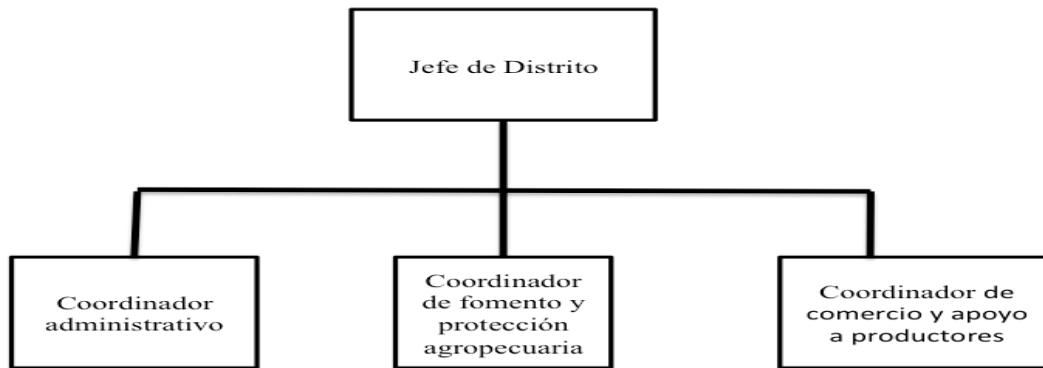 Jefe de Distrito
Coordinador
administrativo
Coordinador
de fomento y
protección
agropecuaria
Coordinador de
comercio y apoyo
a productores